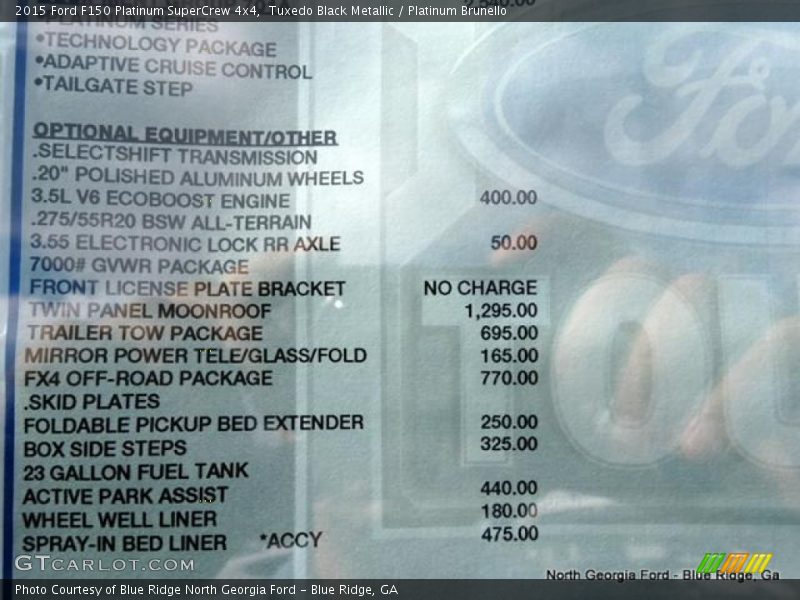 2015 Ford F150 Platinum SuperCrew 4x4,  Tuxedo Black Metallic / Platinum Brunello
PLATINUM SERIES
•TECHNOLOGY PACKAGE
•ADAPTIVE CRUISE CONTROL
•TAILGATE STEP
Ford
OPTIONAL EQUIPMENT/OTHER
.SELECTSHIFT TRANSMISSION
.20" POLISHED ALUMINUM WHEELS
3.5L V6 ECOBOOST ENGINE 400.00
.275/55R20 BSW ALL-TERRAIN
3.55 ELECTRONIC LOCK RR AXLE 50.00
7000# GVWR PACKAGE
FRONT LICENSE PLATE BRACKET NO CHARGE
TWIN PANEL MOONROOF 1,295.00
TRAILER TOW PACKAGE 695.00
MIRROR POWER TELE/GLASS/FOLD 165.00
FX4 OFF-ROAD PACKAGE 770.00
.SKID PLATES
FOLDABLE PICKUP BED EXTENDER 250.00
BOX SIDE STEPS 325.00
23 GALLON FUEL TANK
ACTIVE PARK ASSIST 440.00
WHEEL WELL LINER 180.00
SPRAY-IN BED LINER *ACCY 475.00
GTCARLOT.COM
North Georgia Ford - Blue Ridge, Ga
Photo Courtesy of Blue Ridge North Georgia Ford – Blue Ridge, GA